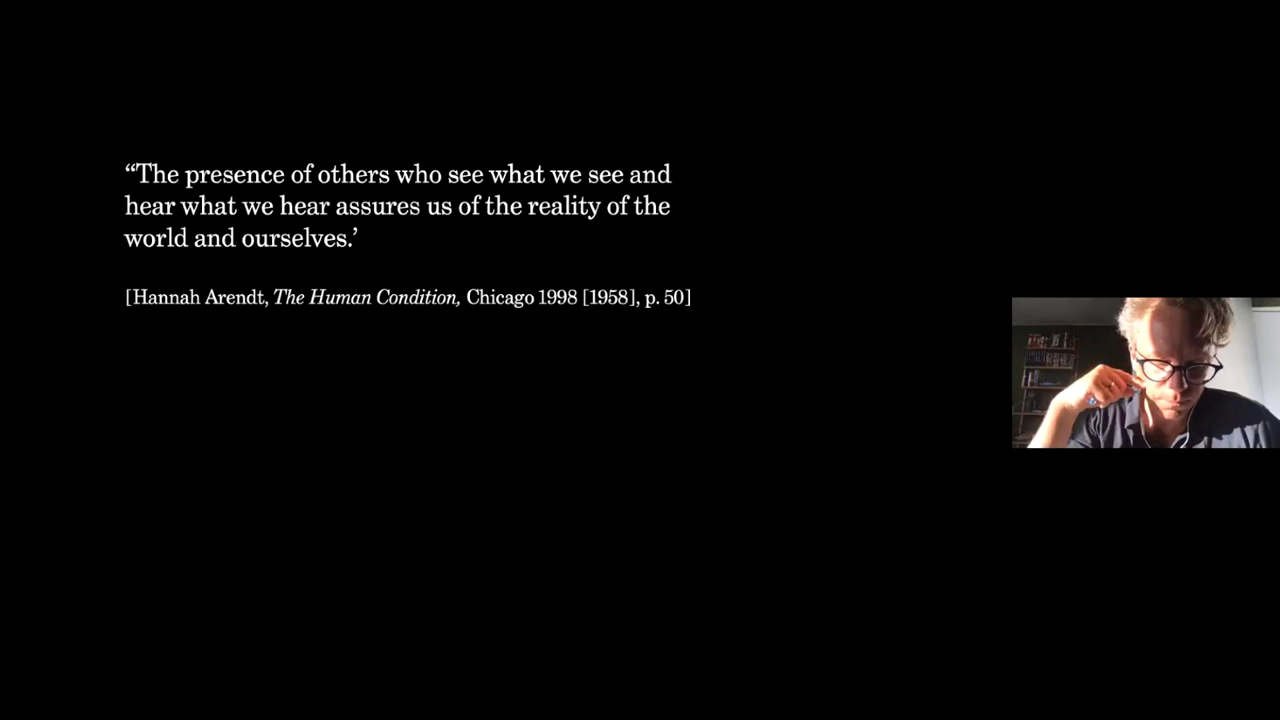 “The presence of others who see what we see and
hear what we hear assures us of the reality of the
world and ourselves.’
[Hannah Arendt, The Human Condition, Chicago 1998 [1958], p. 50]